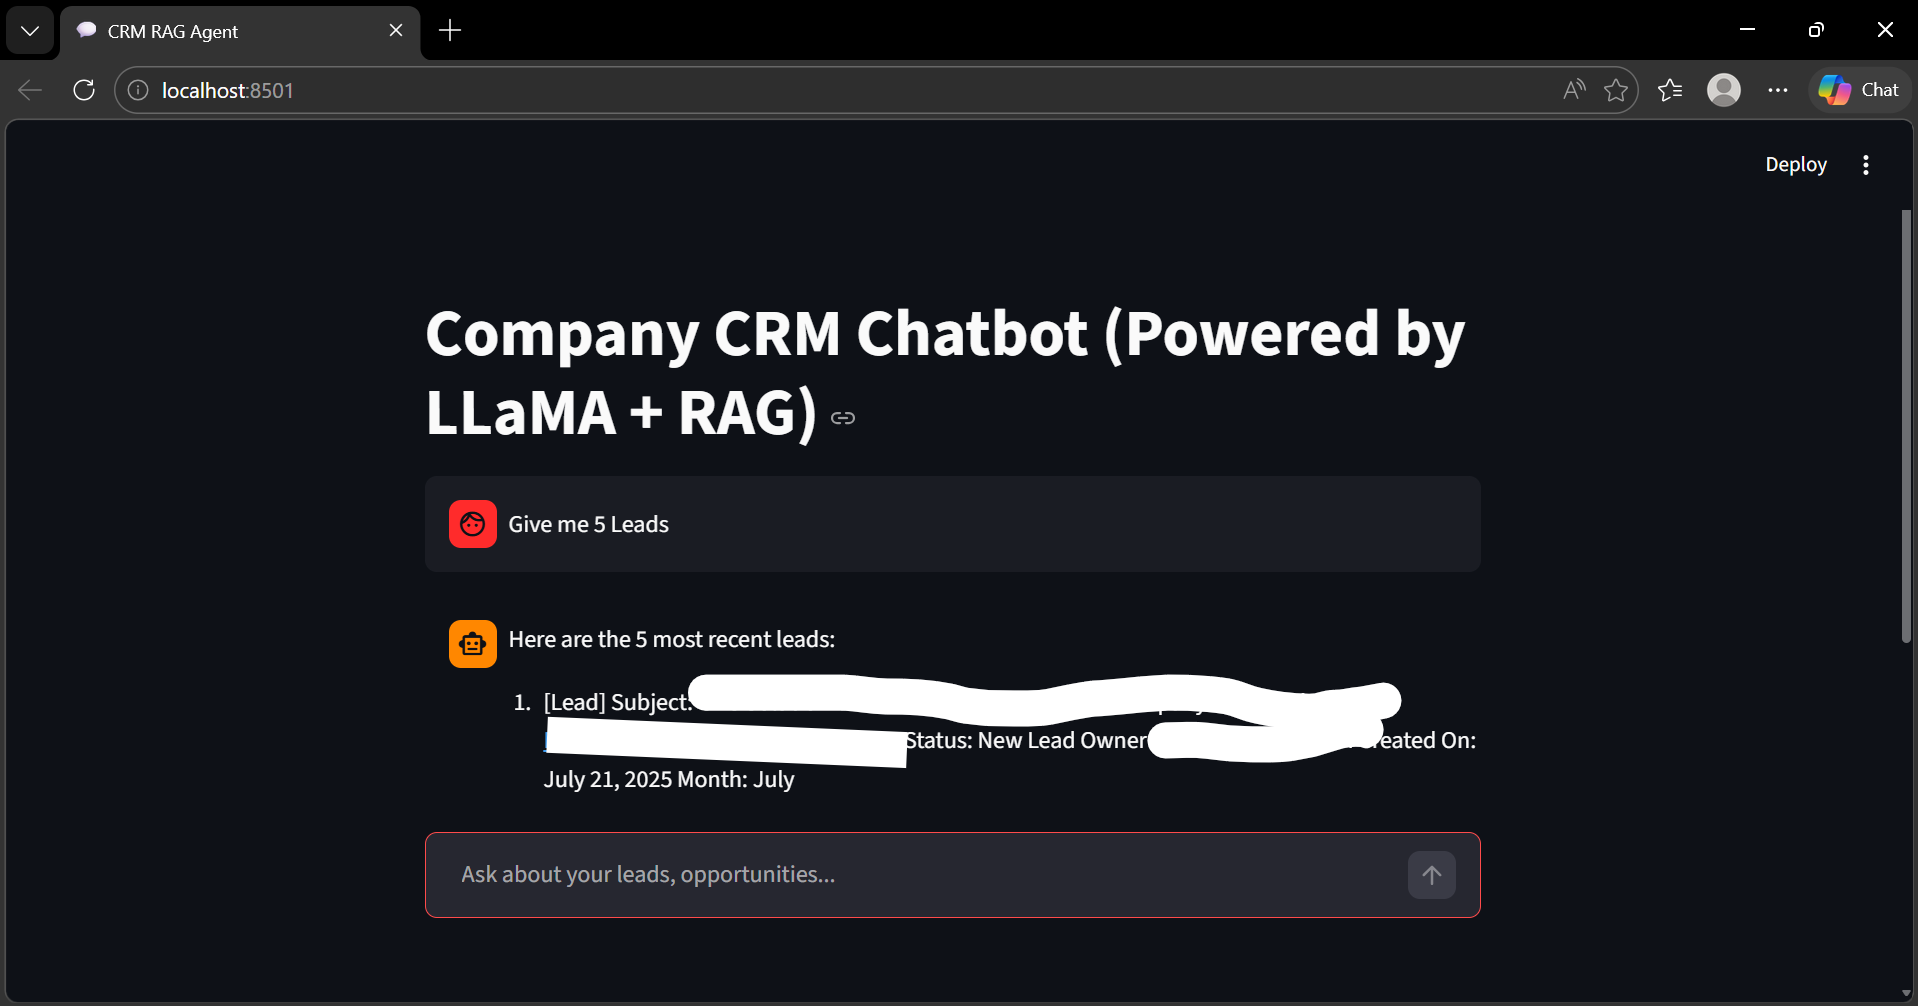 CRM RAG Agent
localhost:8501
Chat
Deploy
Company CRM Chatbot (Powered by
LLaMA + RAG)
Give me 5 Leads
Here are the 5 most recent leads:
1. [Lead] Subject:
Status: New Lead Owner On:
July 21, 2025 Month: July
Ask about your leads, opportunities...